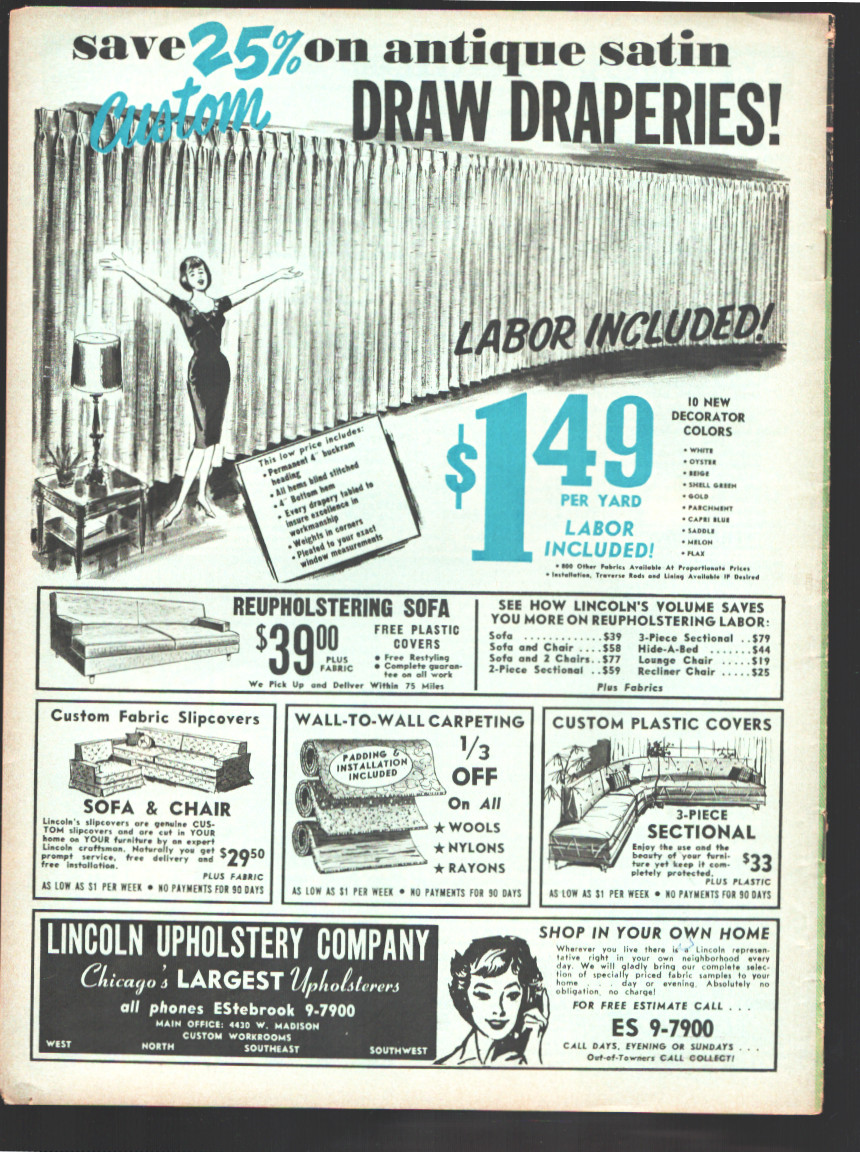 save 25% on antique satin
Custom DRAW DRAPERIES!
LABOR INCLUDED!
This low price includes:
• Permanent 4" buckram
heading
• All hems blind stitched
• 4" Bottom hem
• Every drapery tabled to
insure excellence in
workmanship
• Weights in corners
• Pleated to your exact
window measurements
$1 49
PER YARD
LABOR
INCLUDED!
10 NEW
DECORATOR
COLORS
• WHITE
• OYSTER
• BEIGE
• SHELL GREEN
• GOLD
• PARCHMENT
• CAPRI BLUE
• SADDLE
• MELON
• FLAX
• 800 Other Fabrics Available At Proportionate Prices
• Installation, Traverse Rods and Lining Available IF Desired
REUPHOLSTERING SOFA
$39 00
PLUS
FABRIC
FREE PLASTIC
COVERS
• Free Restyling
• Complete guaran-
tee on all work
We Pick Up and Deliver Within 75 Miles
SEE HOW LINCOLN'S VOLUME SAVES
YOU MORE ON REUPHOLSTERING LABOR:
Sofa .............$39
Sofa and Chair ....$58
Sofa and 2 Chairs..$77
2-Piece Sectional ..$59
3-Piece Sectional ..$79
Hide-A-Bed .......$44
Lounge Chair .....$19
Recliner Chair .....$25
Plus Fabrics
Custom Fabric Slipcovers
SOFA & CHAIR
Lincoln's slipcovers are genuine CUS-
TOM slipcovers and are cut in YOUR
home on YOUR furniture by an expert
Lincoln craftsman. Naturally you get
prompt service, free delivery and
free installation.
$29 50
PLUS FABRIC
AS LOW AS $1 PER WEEK • NO PAYMENTS FOR 90 DAYS
WALL-TO-WALL CARPETING
PADDING &
INSTALLATION
INCLUDED
1/3
OFF
On All
★ WOOLS
★ NYLONS
★ RAYONS
AS LOW AS $1 PER WEEK • NO PAYMENTS FOR 90 DAYS
CUSTOM PLASTIC COVERS
3-PIECE
SECTIONAL
Enjoy the use and the
beauty of your furni-
ture yet keep it com-
pletely protected.
$33
PLUS PLASTIC
AS LOW AS $1 PER WEEK • NO PAYMENTS FOR 90 DAYS
LINCOLN UPHOLSTERY COMPANY
Chicago's LARGEST Upholsterers
all phones EStebrook 9-7900
MAIN OFFICE: 4430 W. MADISON
CUSTOM WORKROOMS
WEST NORTH SOUTHEAST SOUTHWEST
SHOP IN YOUR OWN HOME
Wherever you live there is a Lincoln represen-
tative right in your own neighborhood every
day. We will gladly bring our complete selec-
tion of specially priced fabric samples to your
home . . . day or evening. Absolutely no
obligation, no charge!
FOR FREE ESTIMATE CALL . . .
ES 9-7900
CALL DAYS, EVENING OR SUNDAYS . . .
Out-of-Towners CALL COLLECT!